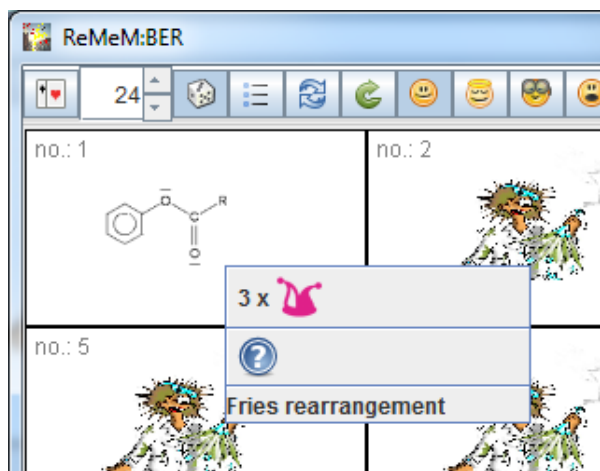 ReMeM:BER
24
no.: 1
no.: 2
O
C
R
O
3 x
?
no.: 5
Fries rearrangement